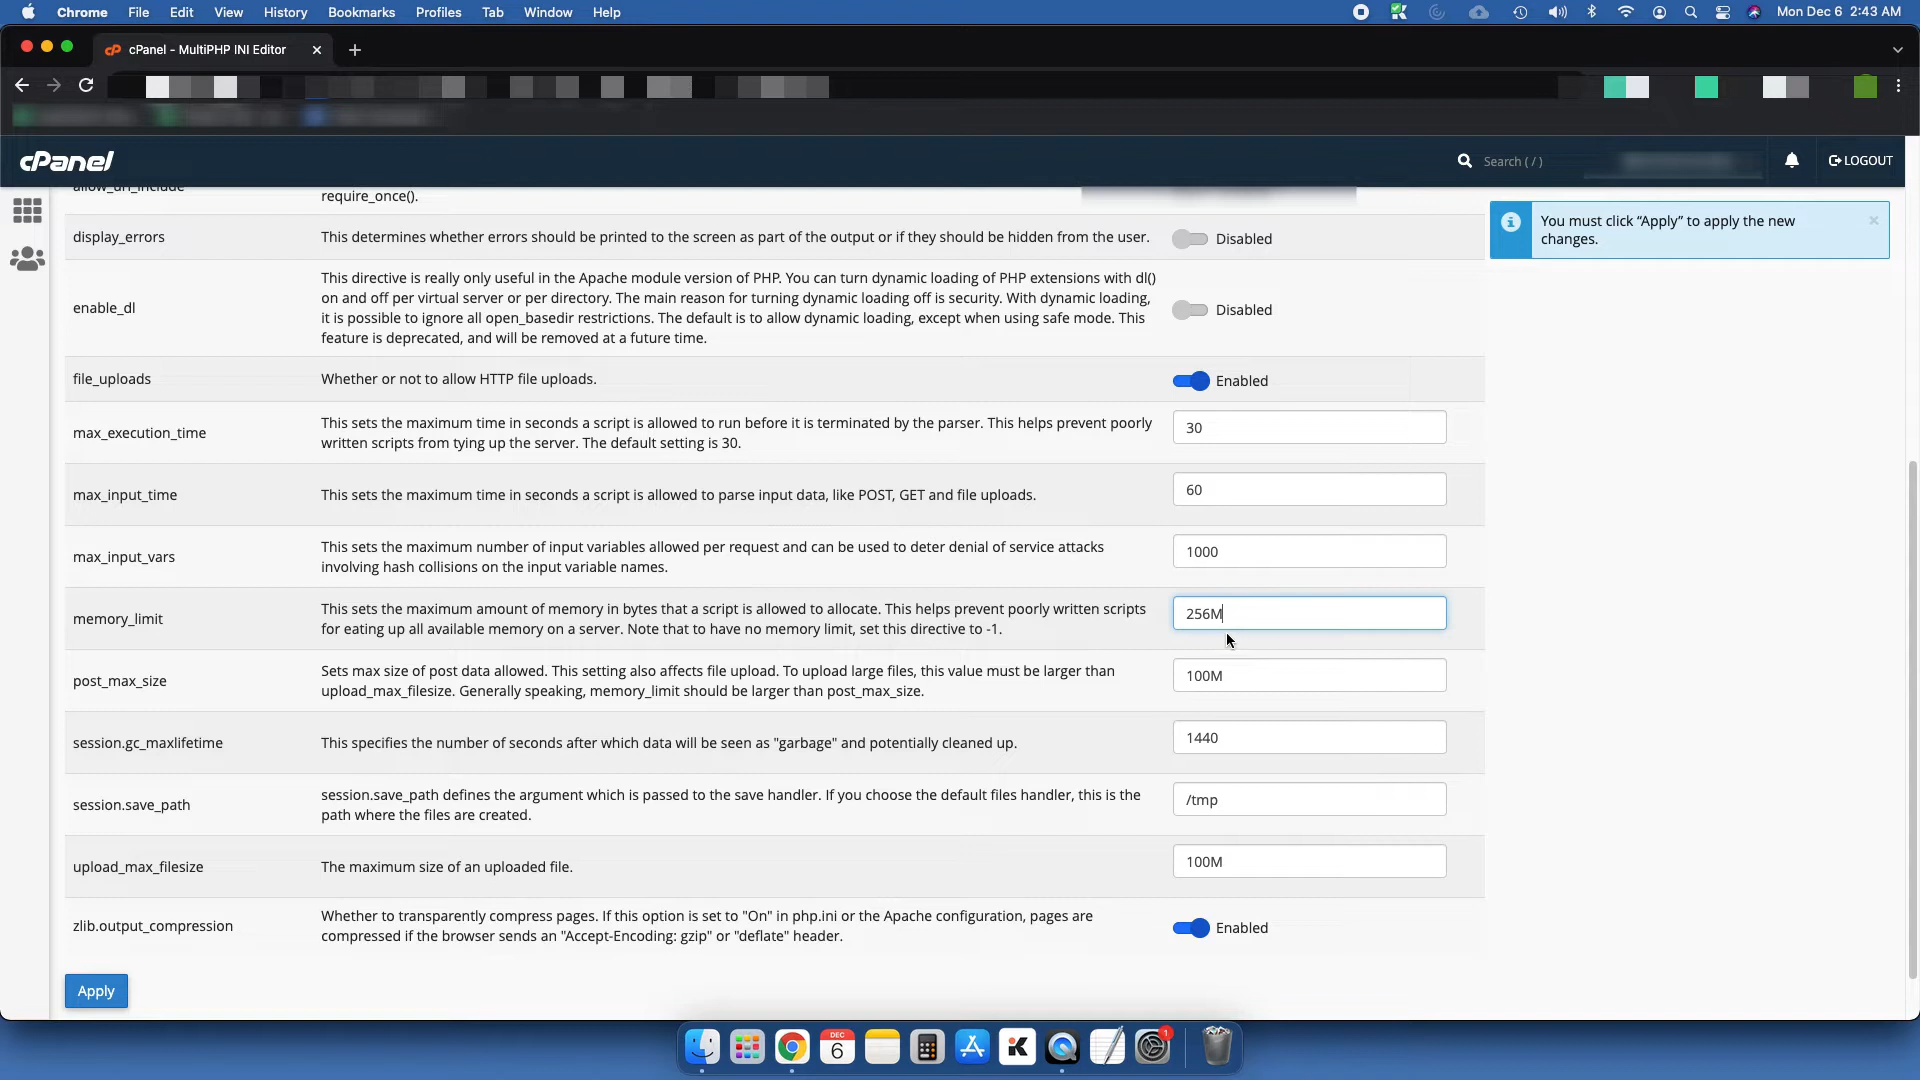 Chrome File Edit View History Bookmarks Profiles Tab Window Help Mon Dec 6 2:43 AM
cPanel - MultiPHP INI Editor
cPanel Search ( / ) LOGOUT
allow_url_include require_once().
You must click “Apply” to apply the new
changes.
display_errors This determines whether errors should be printed to the screen as part of the output or if they should be hidden from the user. Disabled
This directive is really only useful in the Apache module version of PHP. You can turn dynamic loading of PHP extensions with dl()
enable_dl on and off per virtual server or per directory. The main reason for turning dynamic loading off is security. With dynamic loading, Disabled
it is possible to ignore all open_basedir restrictions. The default is to allow dynamic loading, except when using safe mode. This
feature is deprecated, and will be removed at a future time.
file_uploads Whether or not to allow HTTP file uploads. Enabled
max_execution_time This sets the maximum time in seconds a script is allowed to run before it is terminated by the parser. This helps prevent poorly 30
written scripts from tying up the server. The default setting is 30.
max_input_time This sets the maximum time in seconds a script is allowed to parse input data, like POST, GET and file uploads. 60
max_input_vars This sets the maximum number of input variables allowed per request and can be used to deter denial of service attacks 1000
involving hash collisions on the input variable names.
memory_limit This sets the maximum amount of memory in bytes that a script is allowed to allocate. This helps prevent poorly written scripts 256M
for eating up all available memory on a server. Note that to have no memory limit, set this directive to -1.
post_max_size Sets max size of post data allowed. This setting also affects file upload. To upload large files, this value must be larger than 100M
upload_max_filesize. Generally speaking, memory_limit should be larger than post_max_size.
session.gc_maxlifetime This specifies the number of seconds after which data will be seen as "garbage" and potentially cleaned up. 1440
session.save_path session.save_path defines the argument which is passed to the save handler. If you choose the default files handler, this is the /tmp
path where the files are created.
upload_max_filesize The maximum size of an uploaded file. 100M
zlib.output_compression Whether to transparently compress pages. If this option is set to "On" in php.ini or the Apache configuration, pages are Enabled
compressed if the browser sends an "Accept-Encoding: gzip" or "deflate" header.
Apply
DEC
6
1